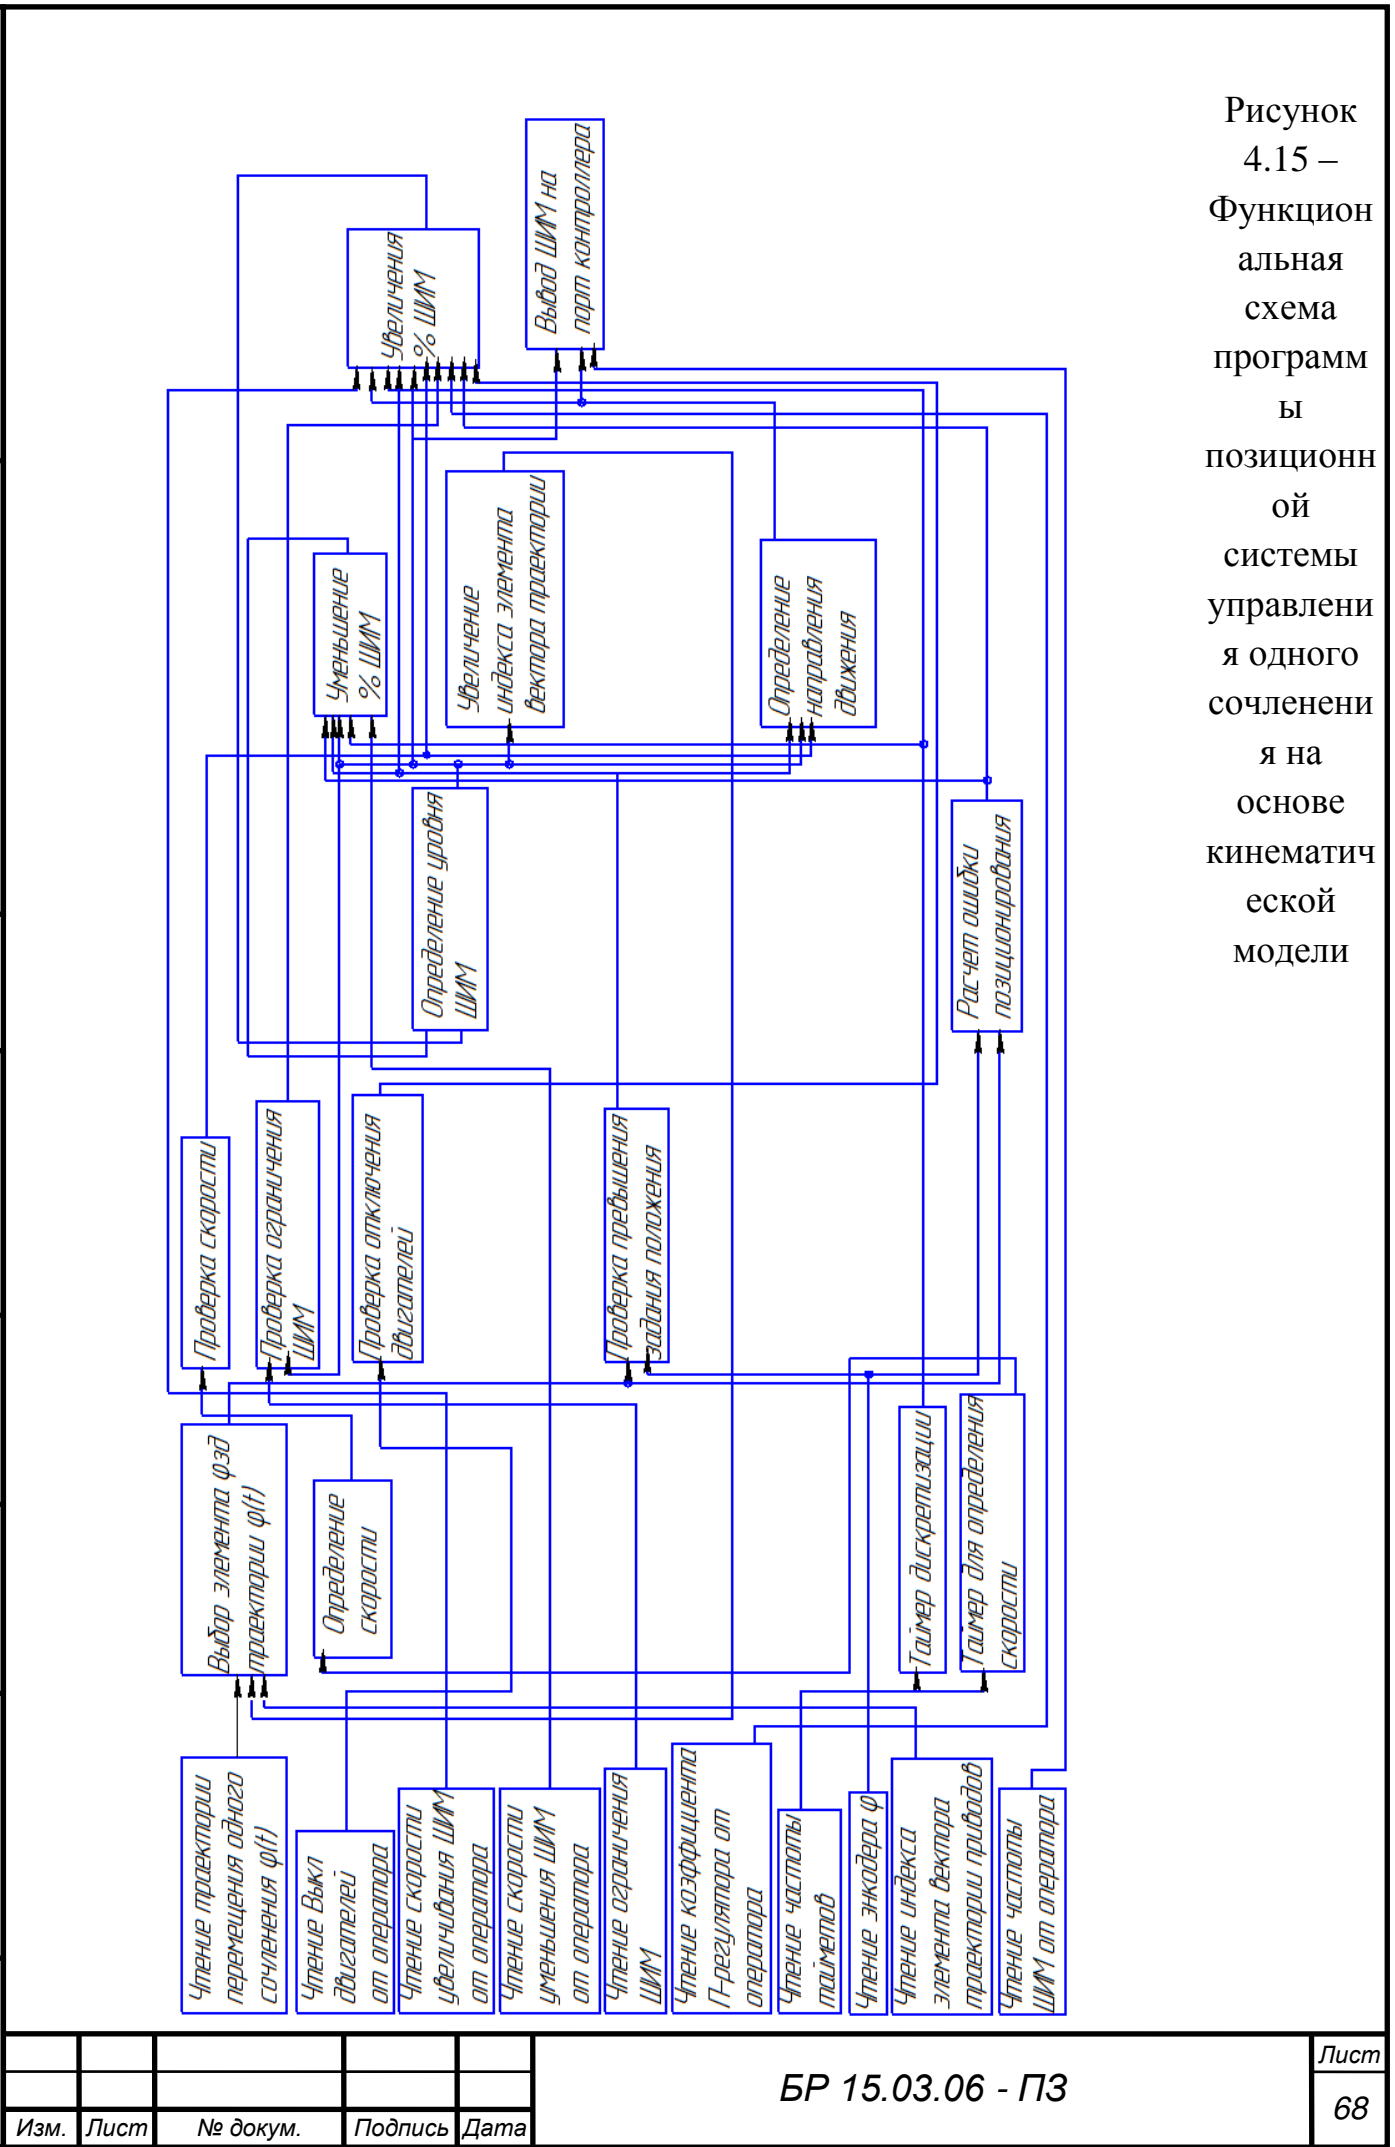 Рисунок
4.15 –
Функцион
альная
схема
программ
ы
позиционн
ой
системы
управлени
я одного
сочленени
я на
основе
кинематич
еской
модели
Чтение траектории
перемещения одного
сочленения φ(t)
Чтение Выкл
двигателей
от оператора
Чтение скорости
увеличивания ШИМ
от оператора
Чтение скорости
уменьшения ШИМ
от оператора
Чтение ограничения
ШИМ
Чтение коэффициента
П-регулятора от
оператора
Чтение частоты
тайметов
Чтение энкодера φ
Чтение индекса
элемента вектора
траектории приводов
Чтение частоты
ШИМ от оператора
Выбор элемента φзд
траектории φ(t)
Определение
скорости
Таймер дискретизации
Таймер для определения
скорости
Проверка скорости
Проверка ограничения
ШИМ
Проверка отключения
двигателей
Проверка превышения
задания положения
Определение уровня
ШИМ
Расчет ошибки
позиционирования
Уменьшение
% ШИМ
Увеличение
индекса элемента
вектора траектории
Определение
направления
движения
Увеличения
% ШИМ
Вывод ШИМ на
порт контроллера
БР 15.03.06 - ПЗ
Лист
68
Изм. Лист № докум. Подпись Дата